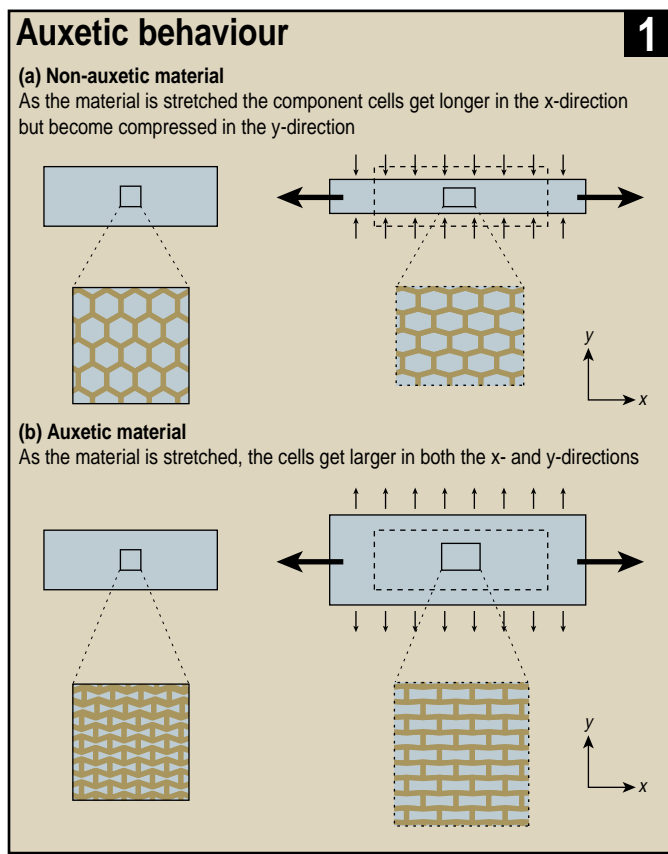 Auxetic behaviour
1
(a) Non-auxetic material
As the material is stretched the component cells get longer in the x-direction
but become compressed in the y-direction
y
x
(b) Auxetic material
As the material is stretched, the cells get larger in both the x- and y-directions
y
x